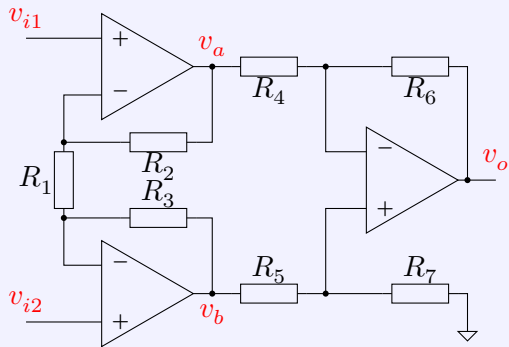 v_{i1}
+
v_a
R_4
R_6
−
R_2
−
R_1
v_o
R_3
+
−
R_5
R_7
v_{i2}
+
v_b